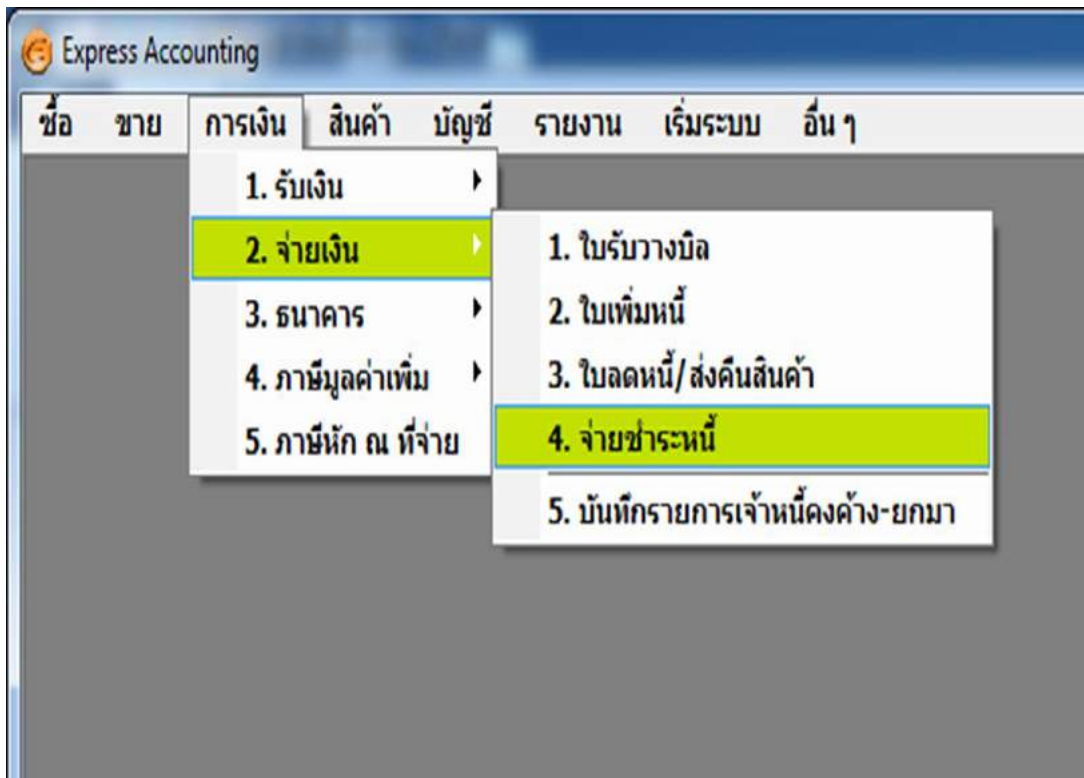 Express Accounting
ซื้อ ขาย การเงิน สินค้า บัญชี รายงาน เริ่มระบบ อื่น ๆ
1. รับเงิน
2. จ่ายเงิน
3. ธนาคาร
4. ภาษีมูลค่าเพิ่ม
5. ภาษีหัก ณ ที่จ่าย
1. ใบรับวางบิล
2. ใบเพิ่มหนี้
3. ใบลดหนี้/ส่งคืนสินค้า
4. จ่ายชำระหนี้
5. บันทึกรายการเจ้าหนี้คงค้าง-ยกมา